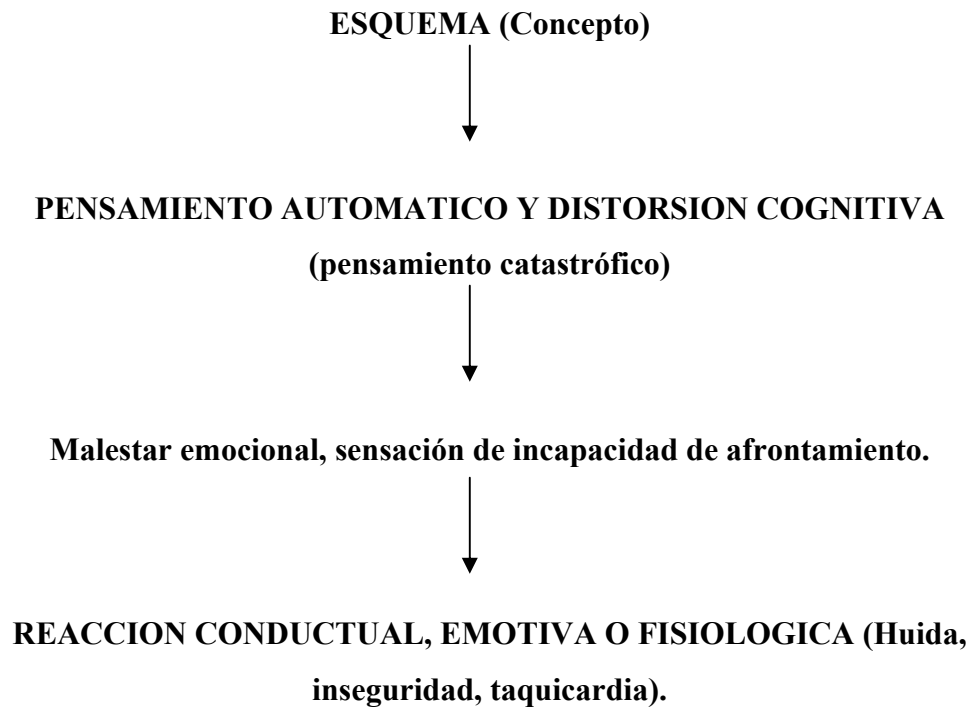 ESQUEMA (Concepto)
PENSAMIENTO AUTOMATICO Y DISTORSION COGNITIVA
(pensamiento catastrófico)
Malestar emocional, sensación de incapacidad de afrontamiento.
REACCION CONDUCTUAL, EMOTIVA O FISIOLOGICA (Huida,
inseguridad, taquicardia).